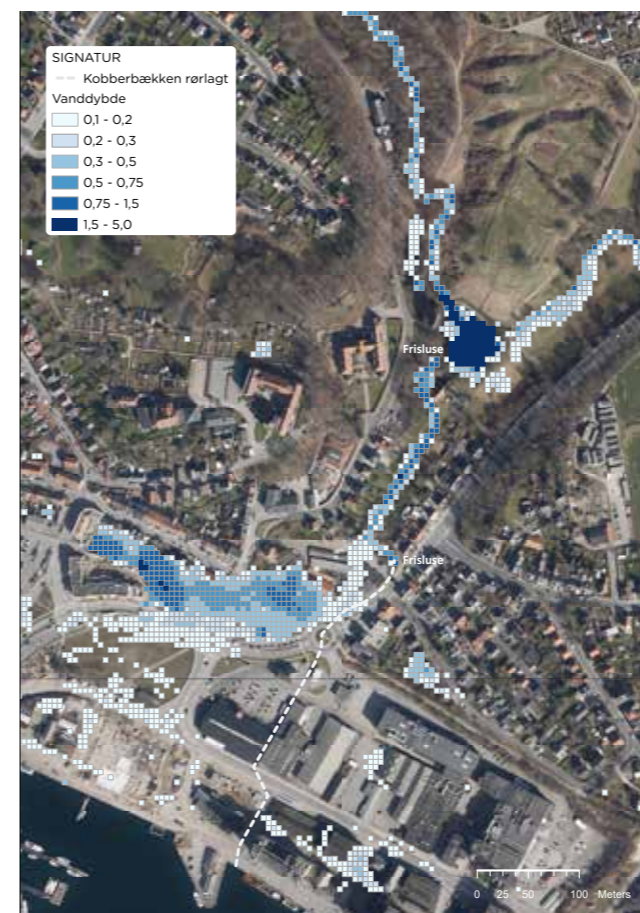 SIGNATUR
Kobberbækken rørlagt
Vanddybde
0,1 - 0,2
0,2 - 0,3
0,3 - 0,5
0,5 - 0,75
0,75 - 1,5
1,5 - 5,0
Frisluse
Frisluse
0 25 50 100 Meters